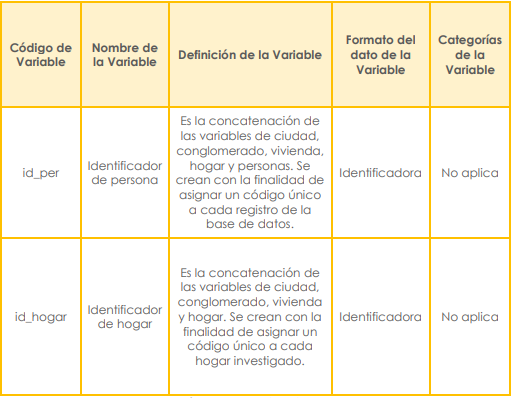 Código de
Variable
Nombre de
la Variable
Definición de la Variable
Formato del
dato de la
Variable
Categorías
de la
Variable
id_per
Identificador
de persona
Es la concatenación de
las variables de ciudad,
conglomerado, vivienda,
hogar y personas. Se
crean con la finalidad de
asignar un código único
a cada registro de la
base de datos.
Identificadora
No aplica
id_hogar
Identificador
de hogar
Es la concatenación de
las variables de ciudad,
conglomerado, vivienda
y hogar. Se crean con la
finalidad de asignar un
código único a cada
hogar investigado.
Identificadora
No aplica